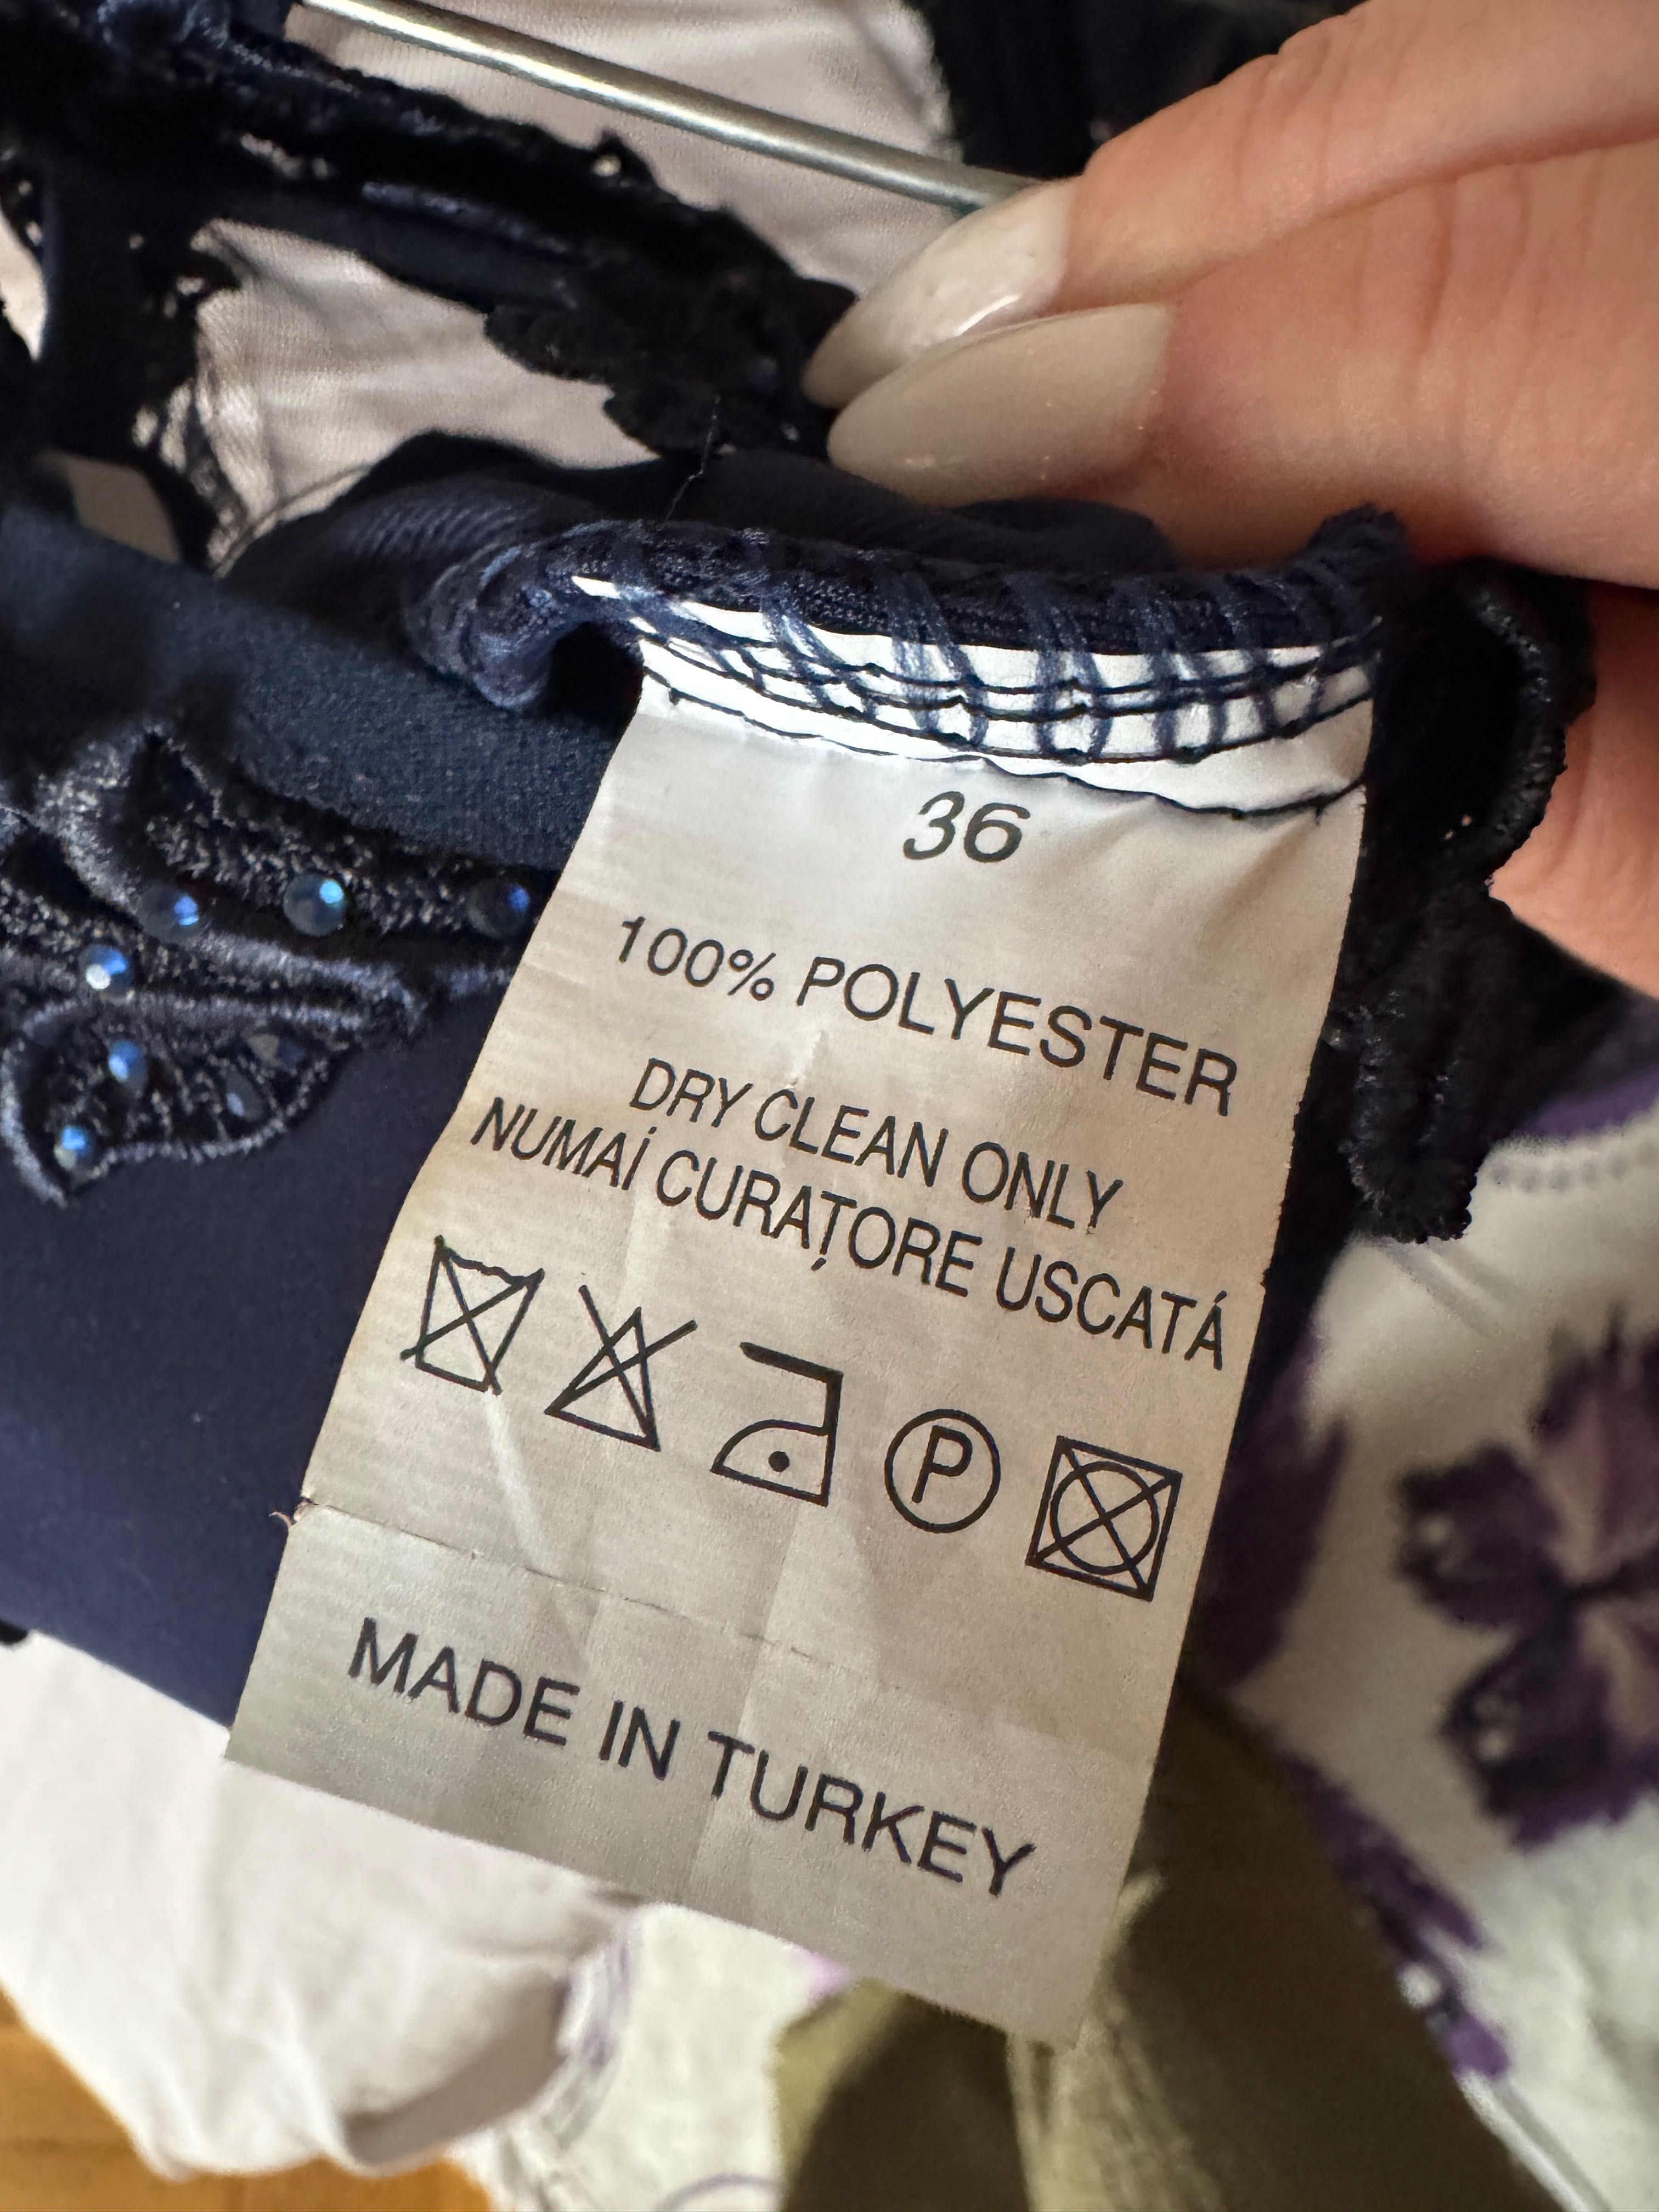 36
100% POLYESTER
DRY CLEAN ONLY
NUMAÍ CURAȚORE USCATÁ
P
MADE IN TURKEY